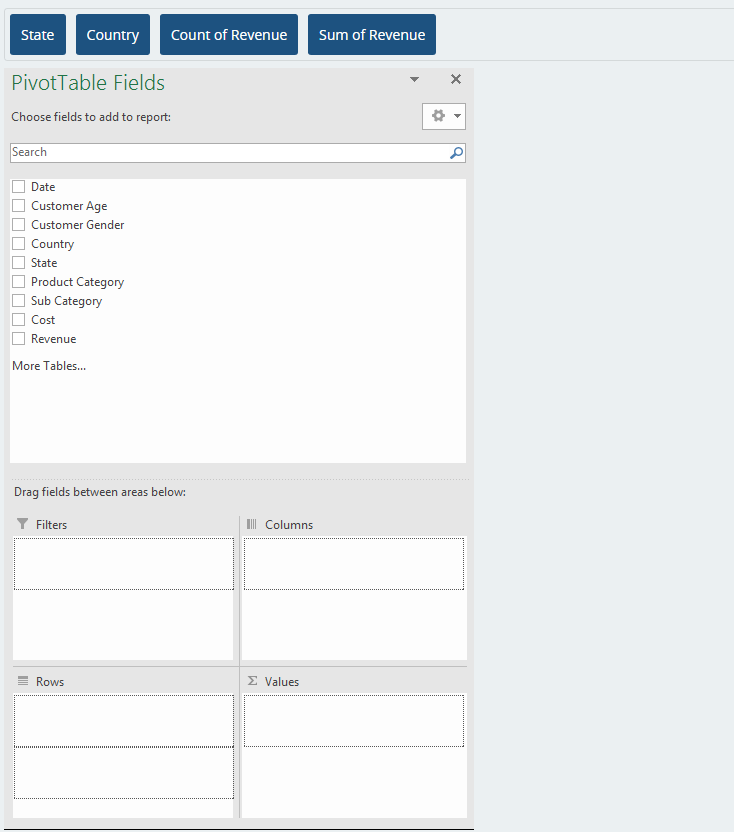 State Country Count of Revenue Sum of Revenue
PivotTable Fields
Choose fields to add to report:
Search
Date
Customer Age
Customer Gender
Country
State
Product Category
Sub Category
Cost
Revenue
More Tables...
Drag fields between areas below:
Filters
Columns
Rows
Values